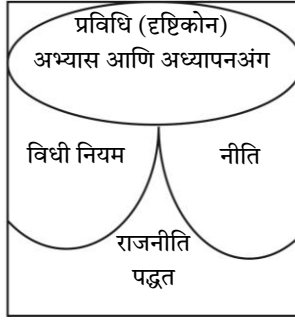 प्रविधि (दृष्टिकोन)
अभ्यास आणि अध्यापनअंग
विधी नियम
नीति
राजनीति
पद्धत